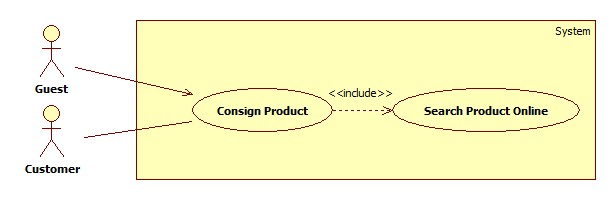 System
Guest
<<include>>
Consign Product
Search Product Online
Customer